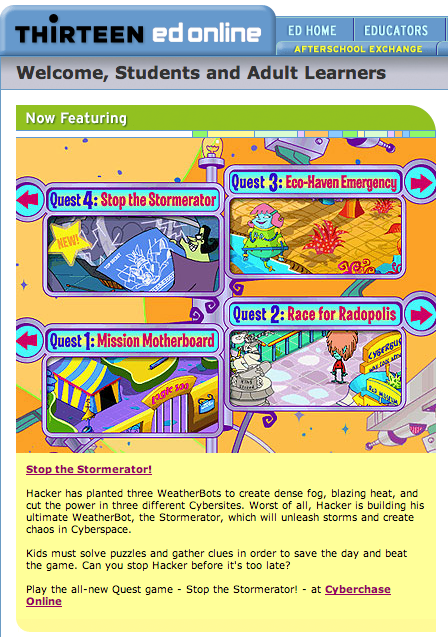 THIRTEEN ed online
ED HOME
EDUCATORS
AFTERSCHOOL EXCHANGE
Welcome, Students and Adult Learners
Now Featuring
Quest 4: Stop the Stormerator
NEW!
TOP SECRET
Quest 3: Eco-Haven Emergency
Quest 1: Mission Motherboard
Logic Zoo
Quest 2: Race for Radopolis
CYBERBUS
Stop the Stormerator!
Hacker has planted three WeatherBots to create dense fog, blazing heat, and
cut the power in three different Cybersites. Worst of all, Hacker is building his
ultimate WeatherBot, the Stormerator, which will unleash storms and create
chaos in Cyberspace.
Kids must solve puzzles and gather clues in order to save the day and beat
the game. Can you stop Hacker before it's too late?
Play the all-new Quest game - Stop the Stormerator! - at Cyberchase
Online